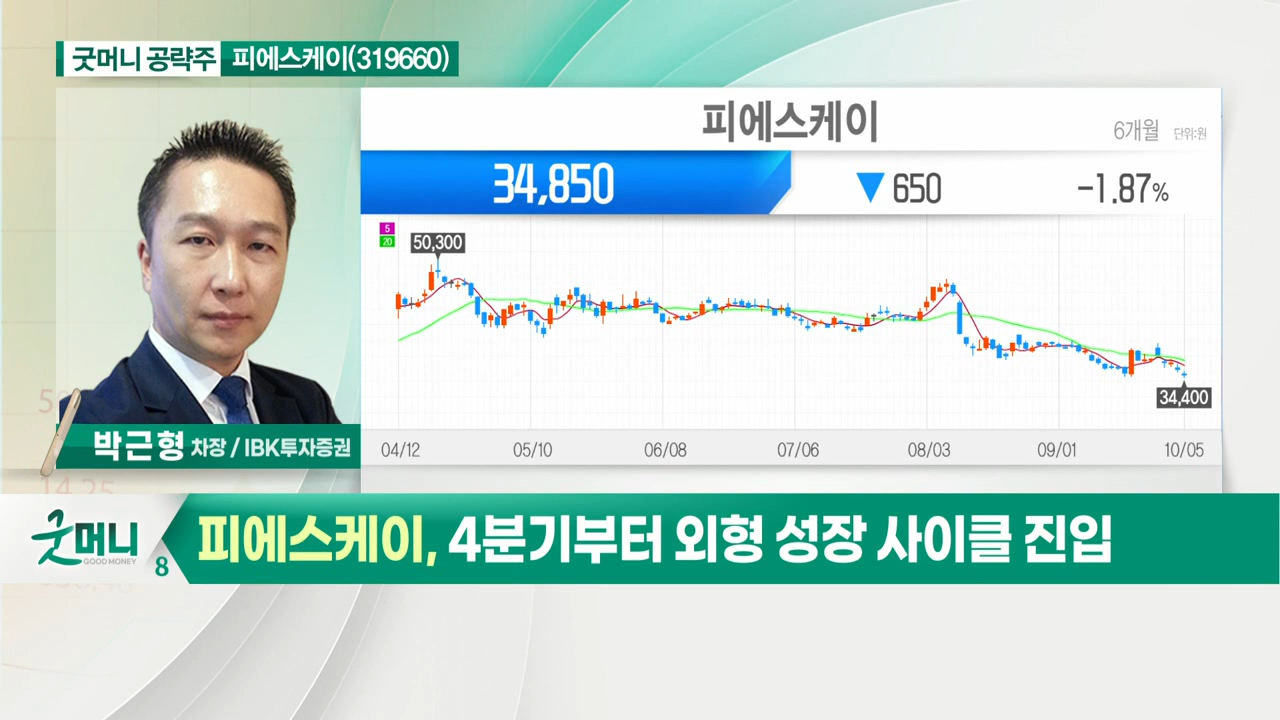 굿머니 공략주 피에스케이(319660)
피에스케이
6개월 단위:원
34,850 ▼ 650 -1.87%
5
20
50,300
34,400
04/12 05/10 06/08 07/06 08/03 09/01 10/05
박근형 차장 / IBK투자증권
굿머니
GOOD MONEY
8
피에스케이, 4분기부터 외형 성장 사이클 진입